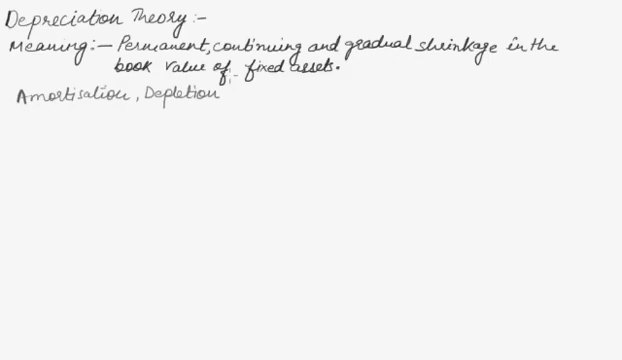 Depreciation Theory :-
Meaning :- Permanent, continuing and gradual shrinkage in the
book value of :- fixed assets.
Amortisation, Depletion